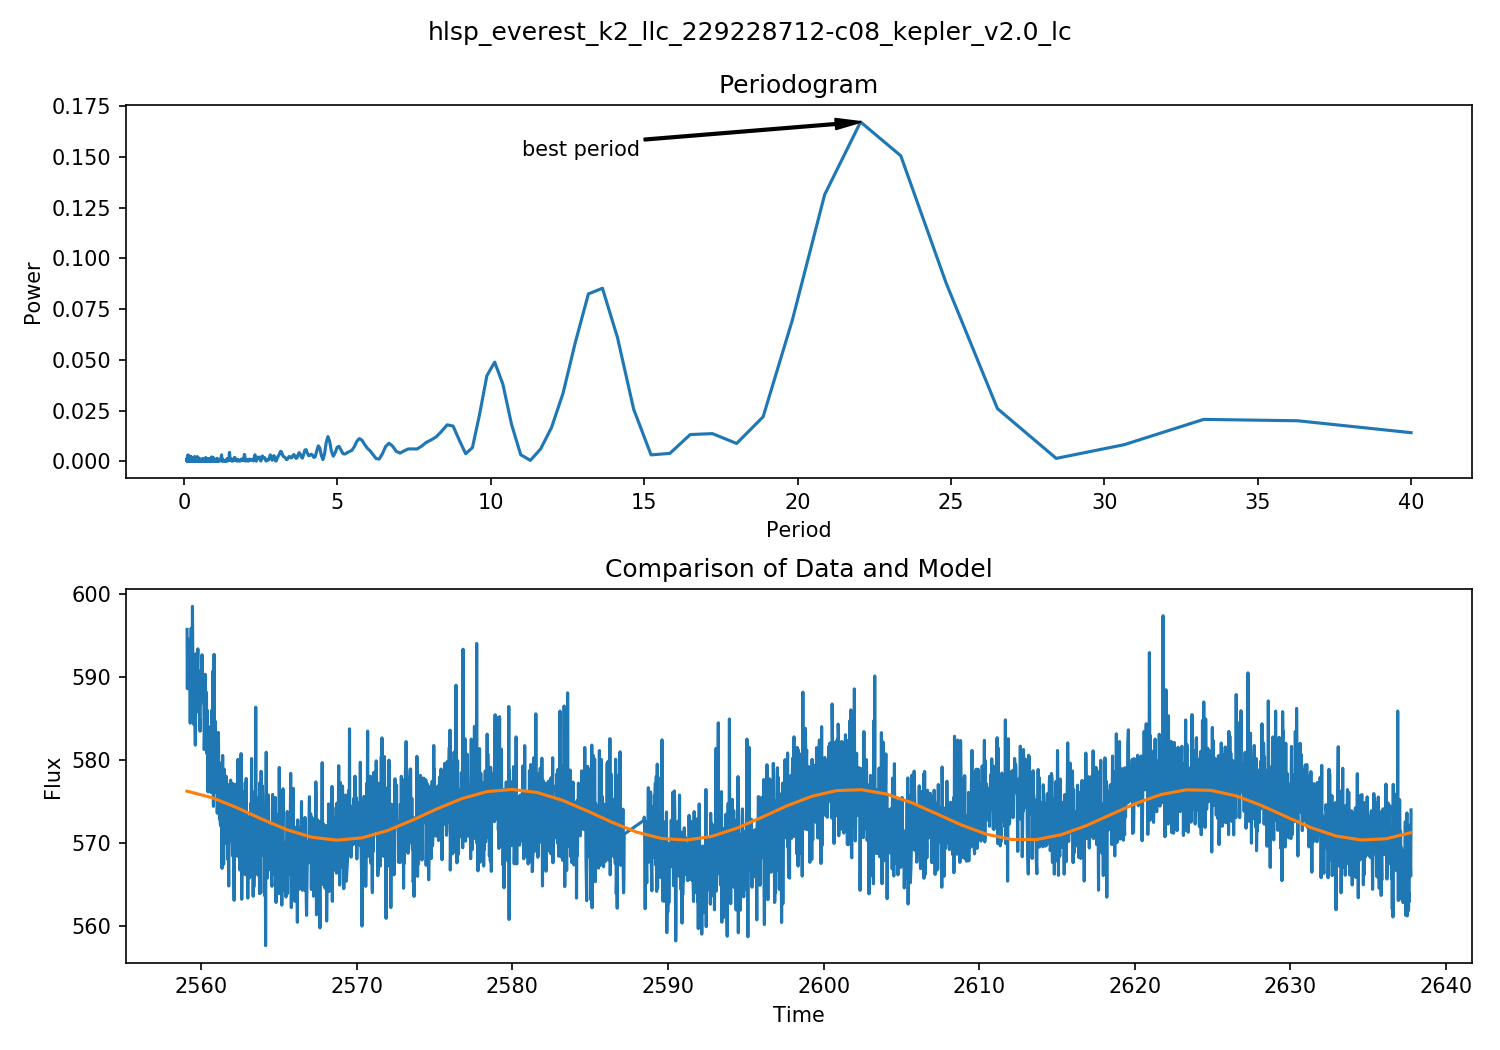 hlsp_everest_k2_llc_229228712-c08_kepler_v2.0_lc
Periodogram
0.175
0.150
0.125
0.100
0.075
0.050
0.025
0.000
Power
best period
0 5 10 15 20 25 30 35 40
Period
Comparison of Data and Model
600
590
580
570
560
Flux
2560 2570 2580 2590 2600 2610 2620 2630 2640
Time